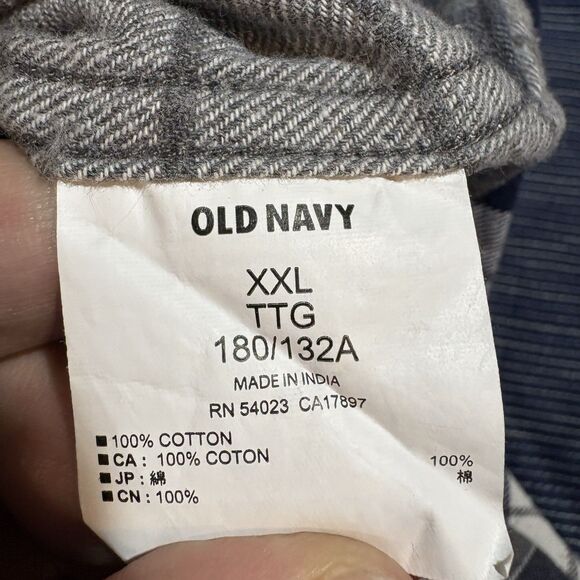 OLD NAVY
XXL
TTG
180/132A
MADE IN INDIA
RN 54023 CA17897
100% COTTON
CA : 100% COTON
JP : 綿 100%
CN : 100% 棉